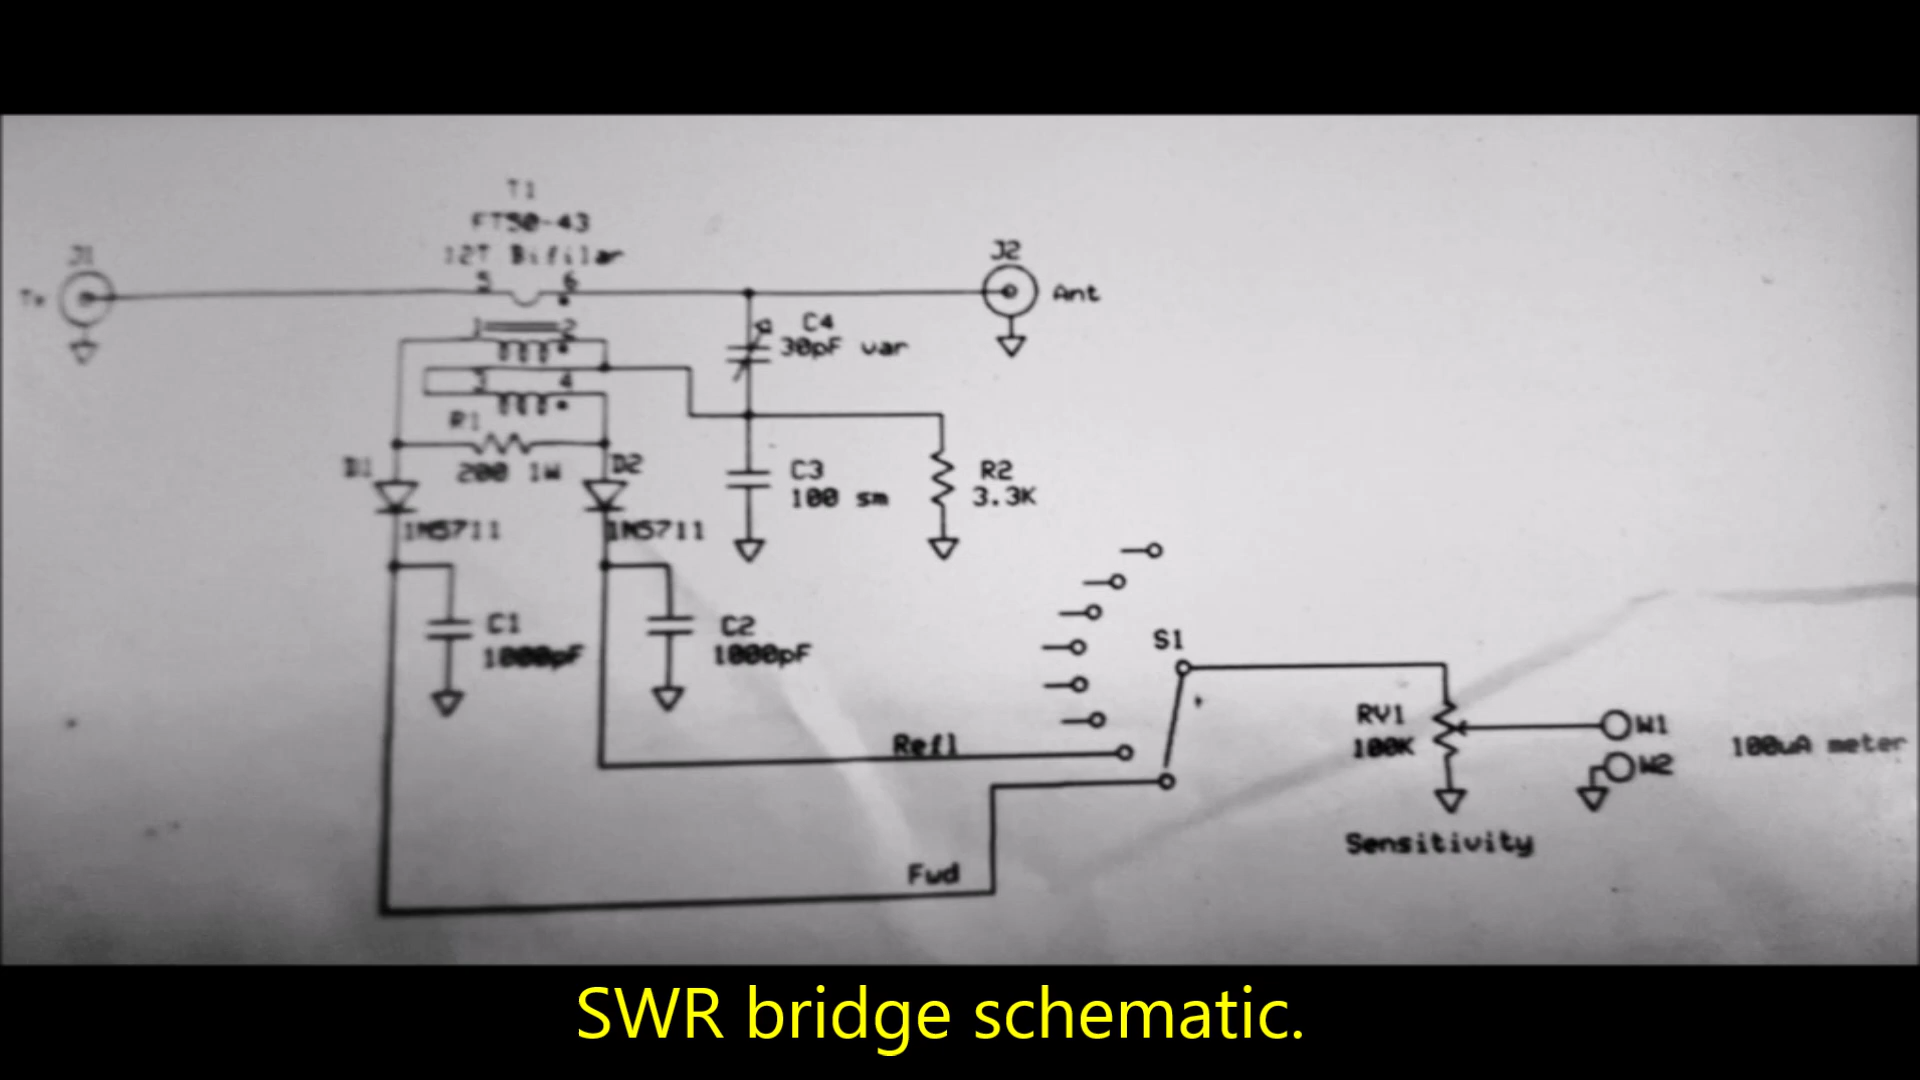 T1
FT50-43
12T Bifilar
J1
Tx
5
6
J2
Ant
1
2
C4
30pF var
3
4
R1
200 1W
D1
D2
1N5711
1N5711
C3
100 sm
R2
3.3K
C1
1000pF
C2
1000pF
S1
Refl
RV1
100K
W1
W2
100uA meter
Sensitivity
Fwd
SWR bridge schematic.